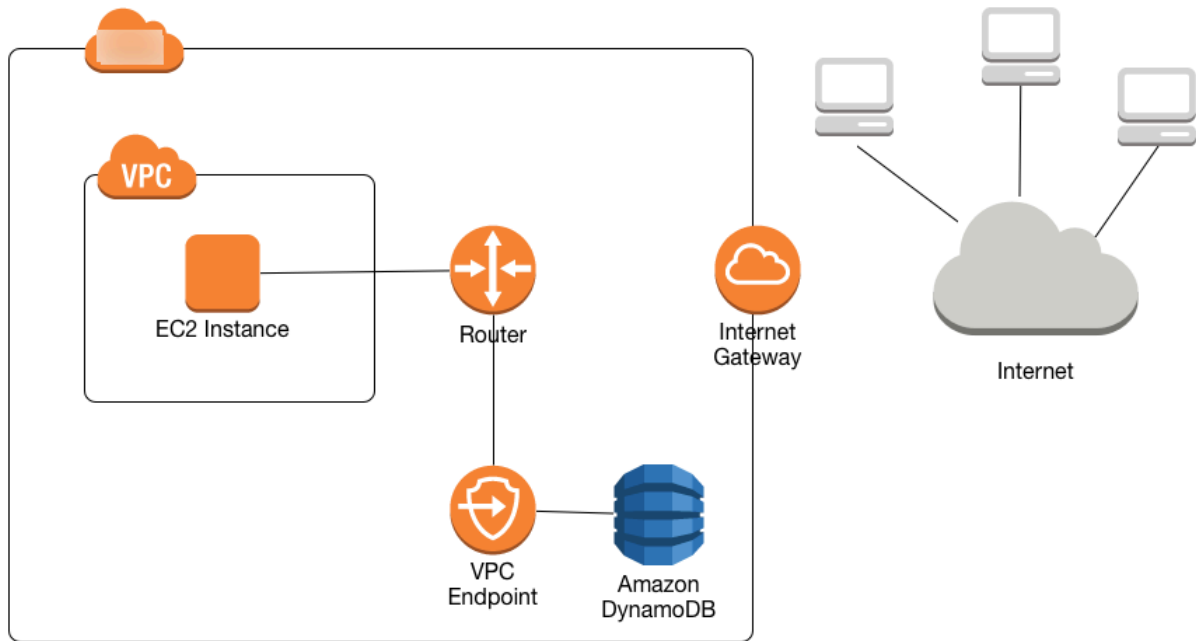 VPC
EC2 Instance
Router
Internet
Gateway
Internet
VPC
Endpoint
Amazon
DynamoDB